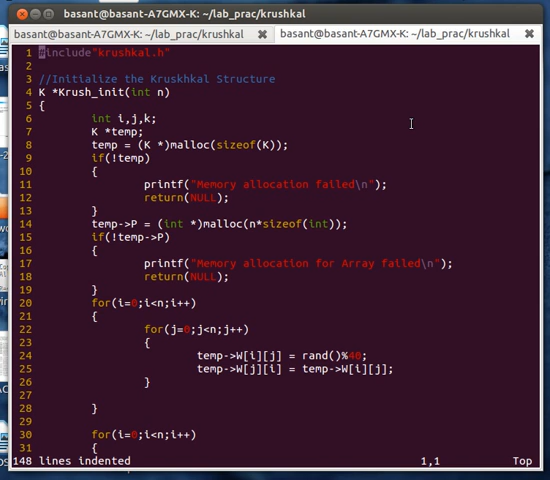 basant@basant-A7GMX-K: ~/lab_prac/krushkal
basant@basant-A7GMX-K: ~/lab_prac/krushkal
basant@basant-A7GMX-K: ~/lab_prac/krushkal
1 #include"krushkal.h"
2
3 //Initialize the Kruskhkal Structure
4 K *Krush_init(int n)
5 {
6 int i,j,k;
7 K *temp;
8 temp = (K *)malloc(sizeof(K));
9 if(!temp)
10 {
11 printf("Memory allocation failed\n");
12 return(NULL);
13 }
14 temp->P = (int *)malloc(n*sizeof(int));
15 if(!temp->P)
16 {
17 printf("Memory allocation for Array failed\n");
18 return(NULL);
19 }
20 for(i=0;i<n;i++)
21 {
22 for(j=0;j<n;j++)
23 {
24 temp->W[i][j] = rand()%40;
25 temp->W[j][i] = temp->W[i][j];
26 }
27
28 }
29
30 for(i=0;i<n;i++)
31 {
148 lines indented 1,1 Top